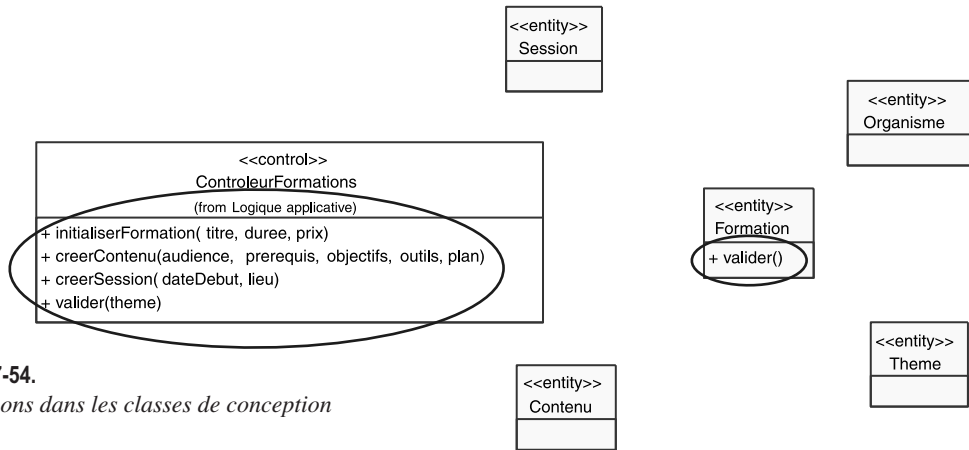 <<entity>>
Session
<<entity>>
Organisme
<<control>>
ControleurFormations
(from Logique applicative)
+ initialiserFormation( titre, duree, prix)
+ creerContenu(audience, prerequis, objectifs, outils, plan)
+ creerSession( dateDebut, lieu)
+ valider(theme)
<<entity>>
Formation
+ valider()
<<entity>>
Theme
-54.
ons dans les classes de conception
<<entity>>
Contenu